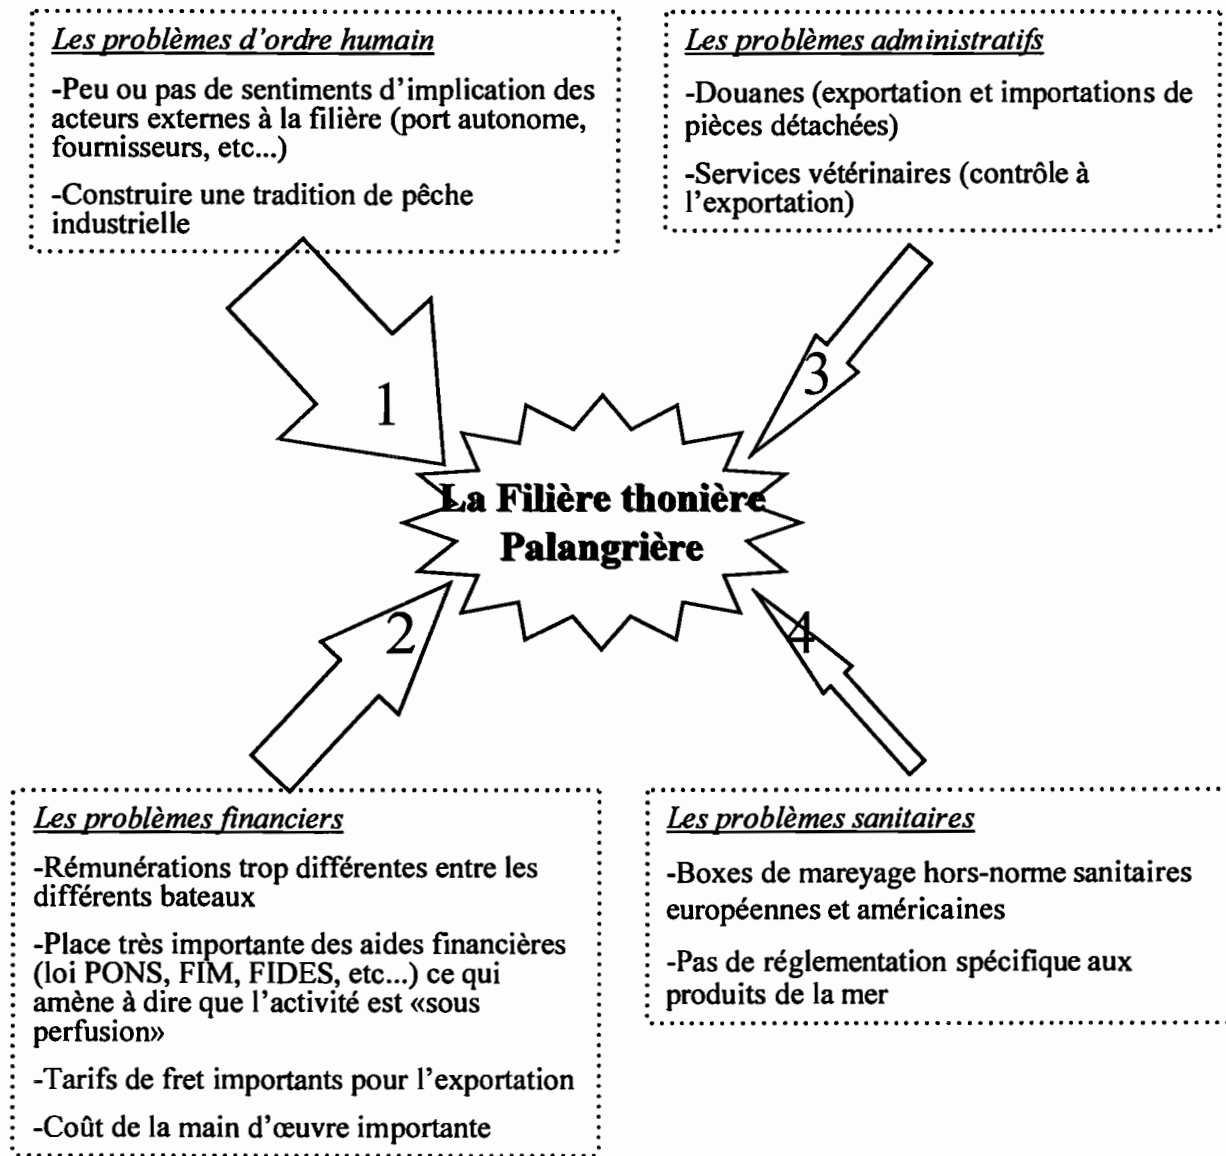 Les problèmes d'ordre humain
-Peu ou pas de sentiments d'implication des
acteurs externes à la filière (port autonome,
fournisseurs, etc...)
-Construire une tradition de pêche
industrielle
Les problèmes administratifs
-Douanes (exportation et importations de
pièces détachées)
-Services vétérinaires (contrôle à
l'exportation)
1
3
La Filière thonière
Palangrière
2
4
Les problèmes financiers
-Rémunérations trop différentes entre les
différents bateaux
-Place très importante des aides financières
(loi PONS, FIM, FIDES, etc...) ce qui
amène à dire que l'activité est «sous
perfusion»
-Tarifs de fret importants pour l'exportation
-Coût de la main d'œuvre importante
Les problèmes sanitaires
-Boxes de mareyage hors-norme sanitaires
européennes et américaines
-Pas de réglementation spécifique aux
produits de la mer